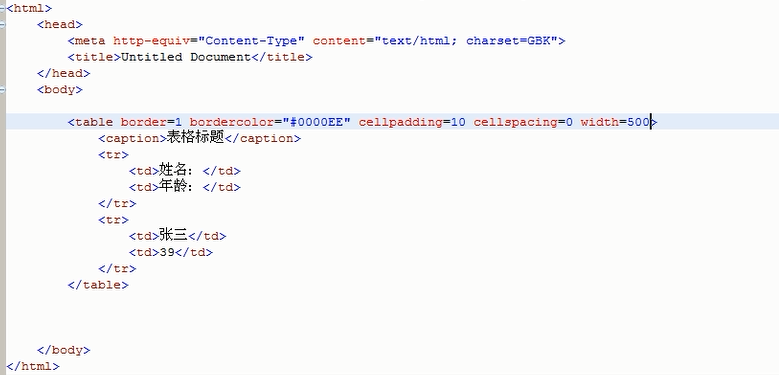 <html>
<head>
<meta http-equiv="Content-Type" content="text/html; charset=GBK">
<title>Untitled Document</title>
</head>
<body>
<table border=1 bordercolor="#0000EE" cellpadding=10 cellspacing=0 width=500>
<caption>表格标题</caption>
<tr>
<td>姓名：</td>
<td>年龄：</td>
</tr>
<tr>
<td>张三</td>
<td>39</td>
</tr>
</table>
</body>
</html>